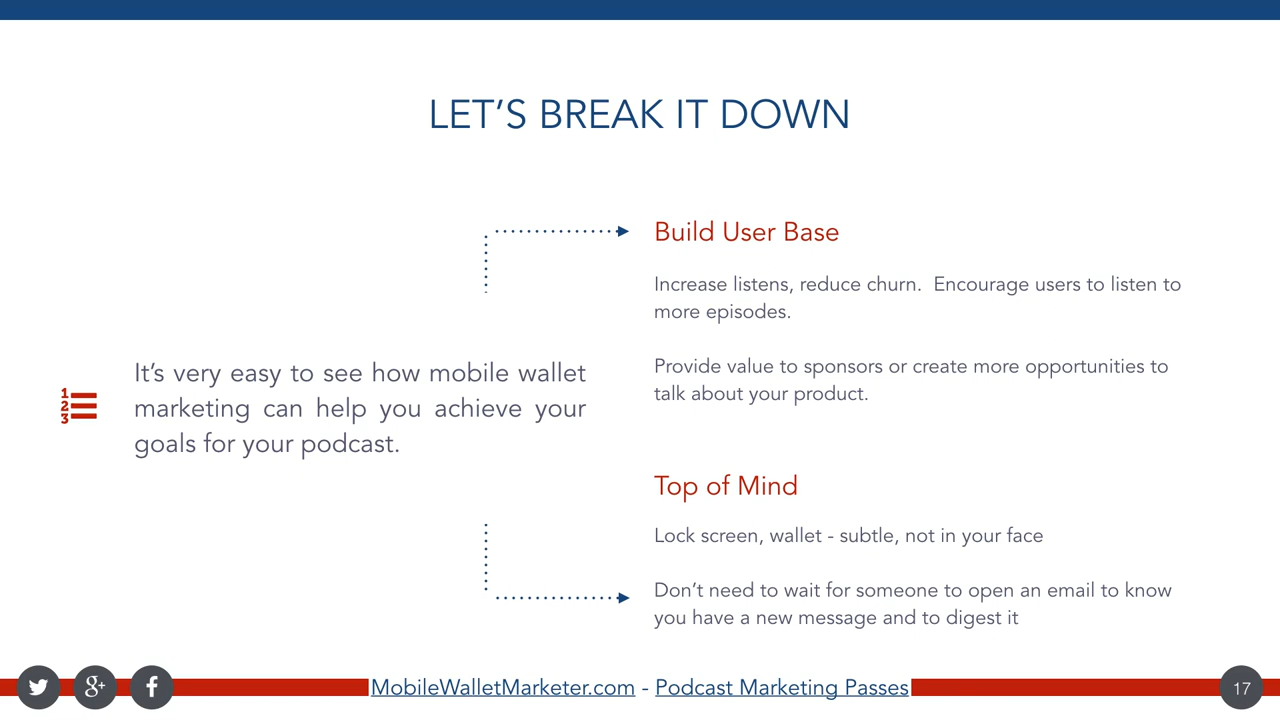 LET’S BREAK IT DOWN
It’s very easy to see how mobile wallet
marketing can help you achieve your
goals for your podcast.
1
2
3
Build User Base
Increase listens, reduce churn.  Encourage users to listen to
more episodes.
Provide value to sponsors or create more opportunities to
talk about your product.
Top of Mind
Lock screen, wallet - subtle, not in your face
Don’t need to wait for someone to open an email to know
you have a new message and to digest it
g+ f
MobileWalletMarketer.com - Podcast Marketing Passes
17